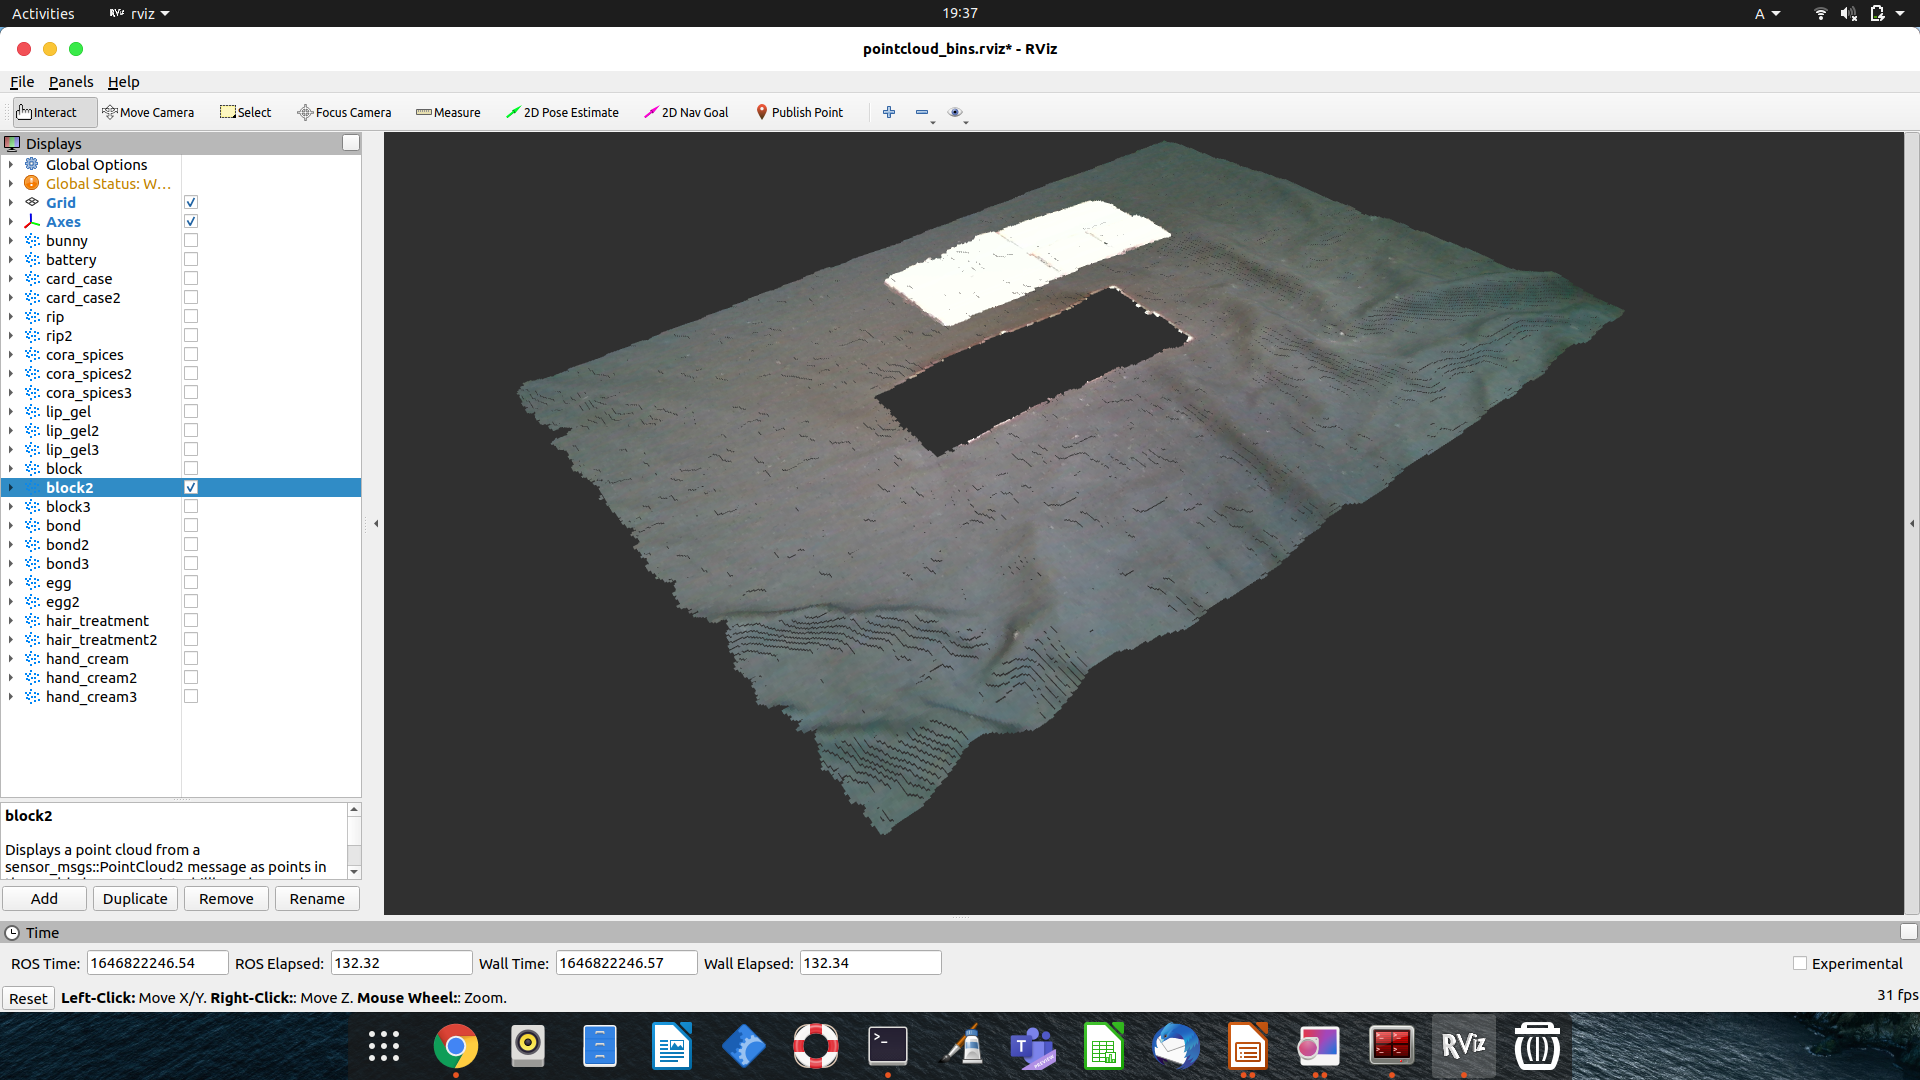 Activities RViz rviz 19:37 A
pointcloud_bins.rviz* - RViz
File Panels Help
Interact Move Camera Select Focus Camera Measure 2D Pose Estimate 2D Nav Goal Publish Point
Displays
Global Options
Global Status: W...
Grid
Axes
bunny
battery
card_case
card_case2
rip
rip2
cora_spices
cora_spices2
cora_spices3
lip_gel
lip_gel2
lip_gel3
block
block2
block3
bond
bond2
bond3
egg
egg2
hair_treatment
hair_treatment2
hand_cream
hand_cream2
hand_cream3
block2
Displays a point cloud from a
sensor_msgs::PointCloud2 message as points in
Add Duplicate Remove Rename
Time
ROS Time: 1646822246.54 ROS Elapsed: 132.32 Wall Time: 1646822246.57 Wall Elapsed: 132.34 Experimental
Reset Left-Click: Move X/Y. Right-Click:: Move Z. Mouse Wheel:: Zoom. 31 fps
>_ T PREVIEW RViz